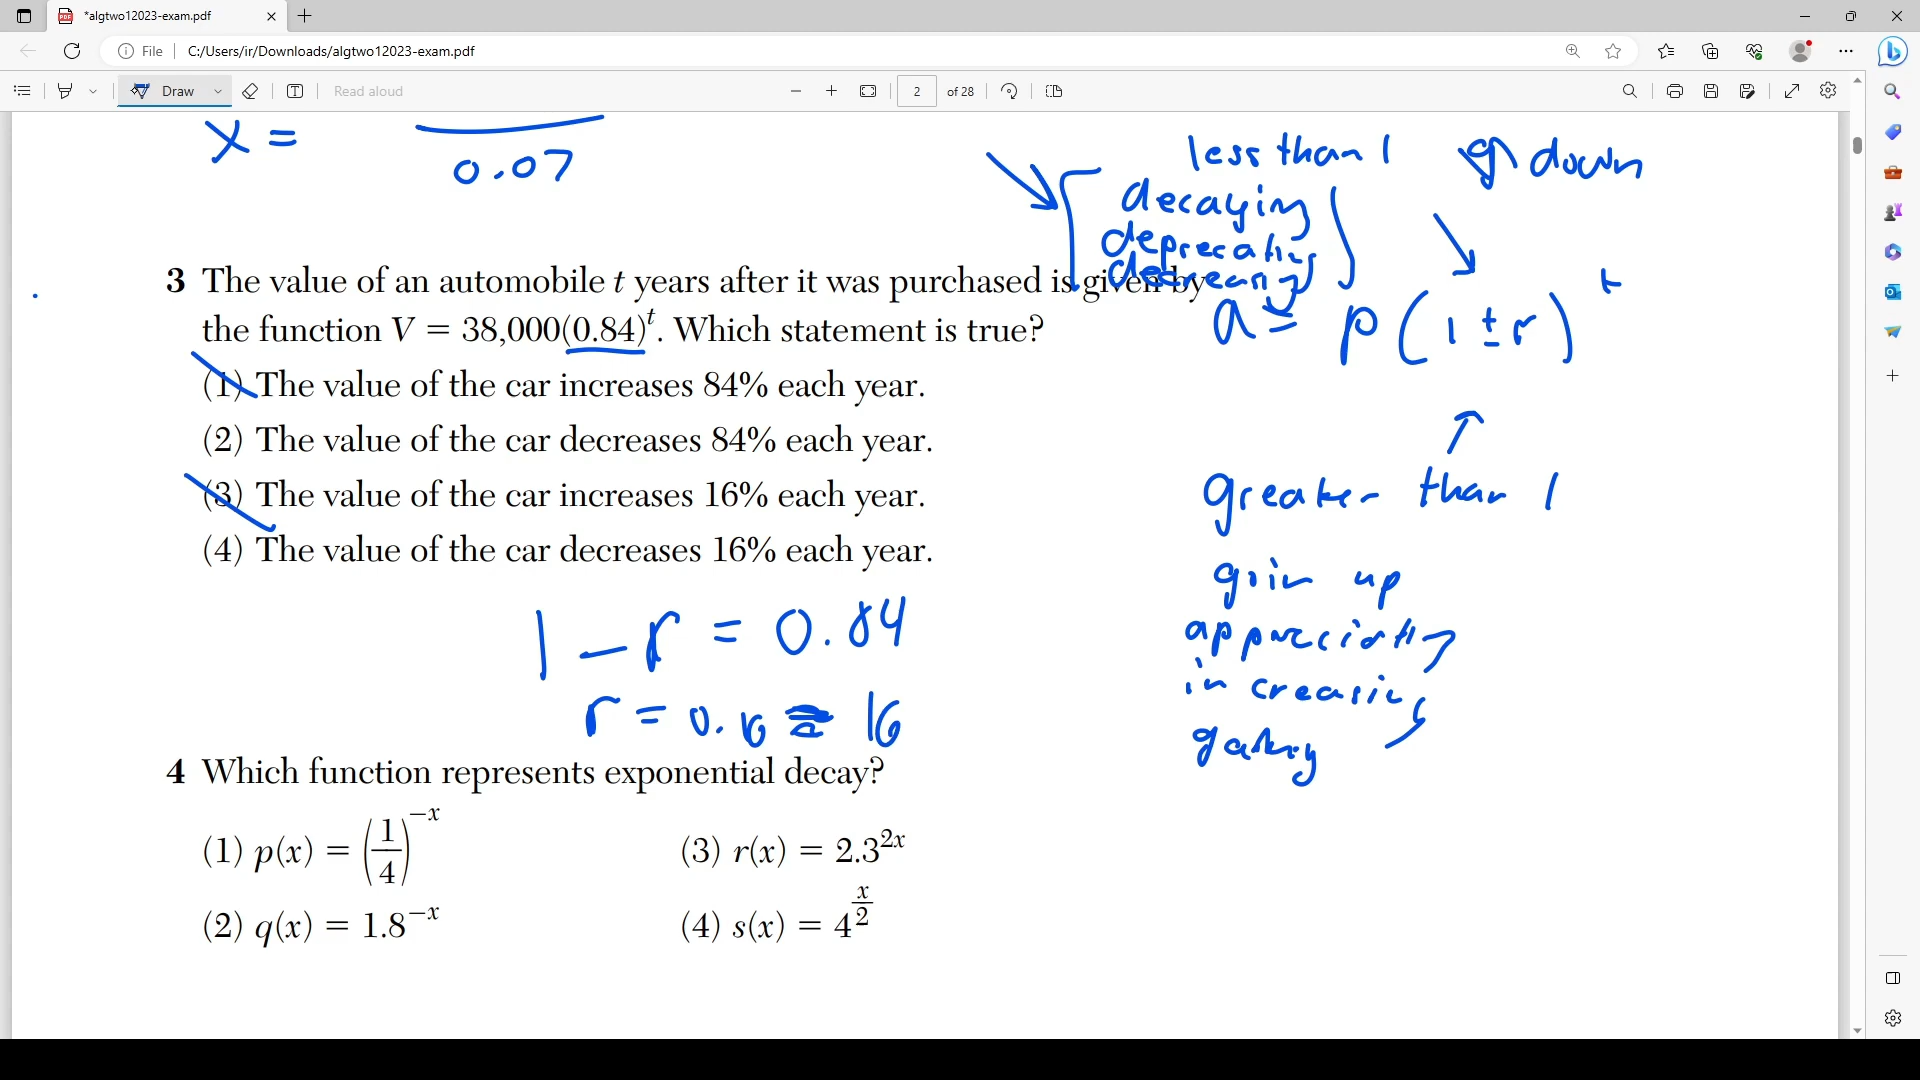 *algtwo12023-exam.pdf
File C:/Users/ir/Downloads/algtwo12023-exam.pdf
Draw Read aloud 2 of 28
x =
0.07
less than 1 down
decaying
deprecating
decreasing
3 The value of an automobile t years after it was purchased is given by
the function V = 38,000(0.84)^t. Which statement is true?
a = p(1 ± r)^t
(1) The value of the car increases 84% each year.
(2) The value of the car decreases 84% each year.
(3) The value of the car increases 16% each year.
(4) The value of the car decreases 16% each year.
greater than 1
goin up
appreciating
increasing
1 - r = 0.84
r = 0.16 = 16
4 Which function represents exponential decay?
(1) p(x) = (1/4)^-x
(2) q(x) = 1.8^-x
(3) r(x) = 2.3^2x
(4) s(x) = 4^x/2